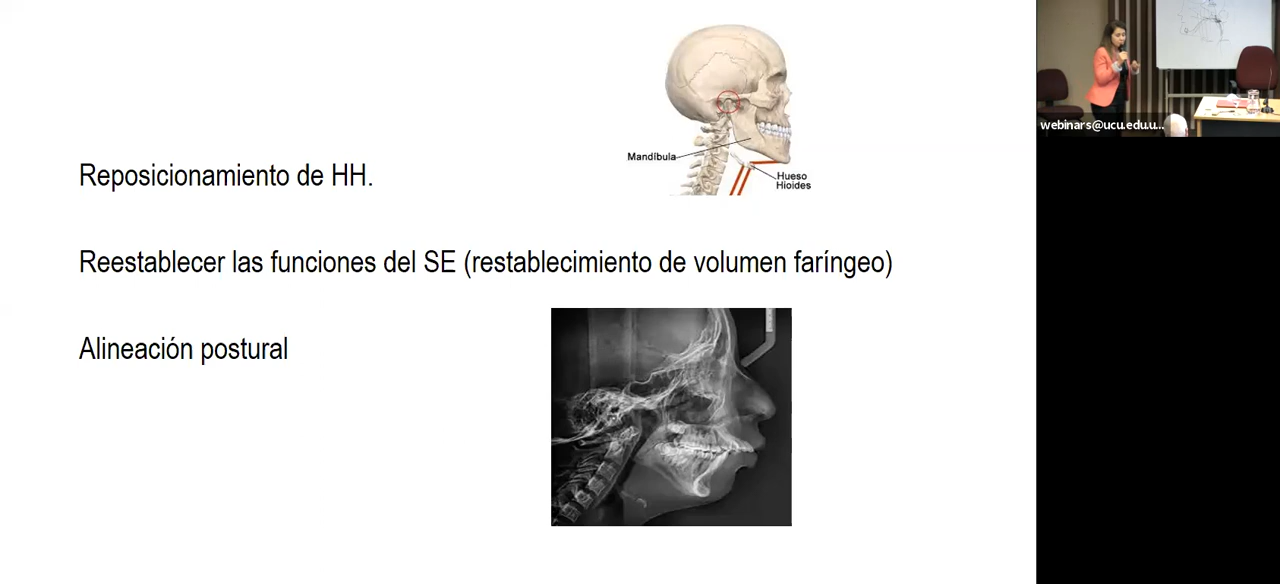 Reposicionamiento de HH.
Reestablecer las funciones del SE (restablecimiento de volumen faríngeo)
Alineación postural
Mandíbula
Hueso
Hioides
webinars@ucu.edu.u...